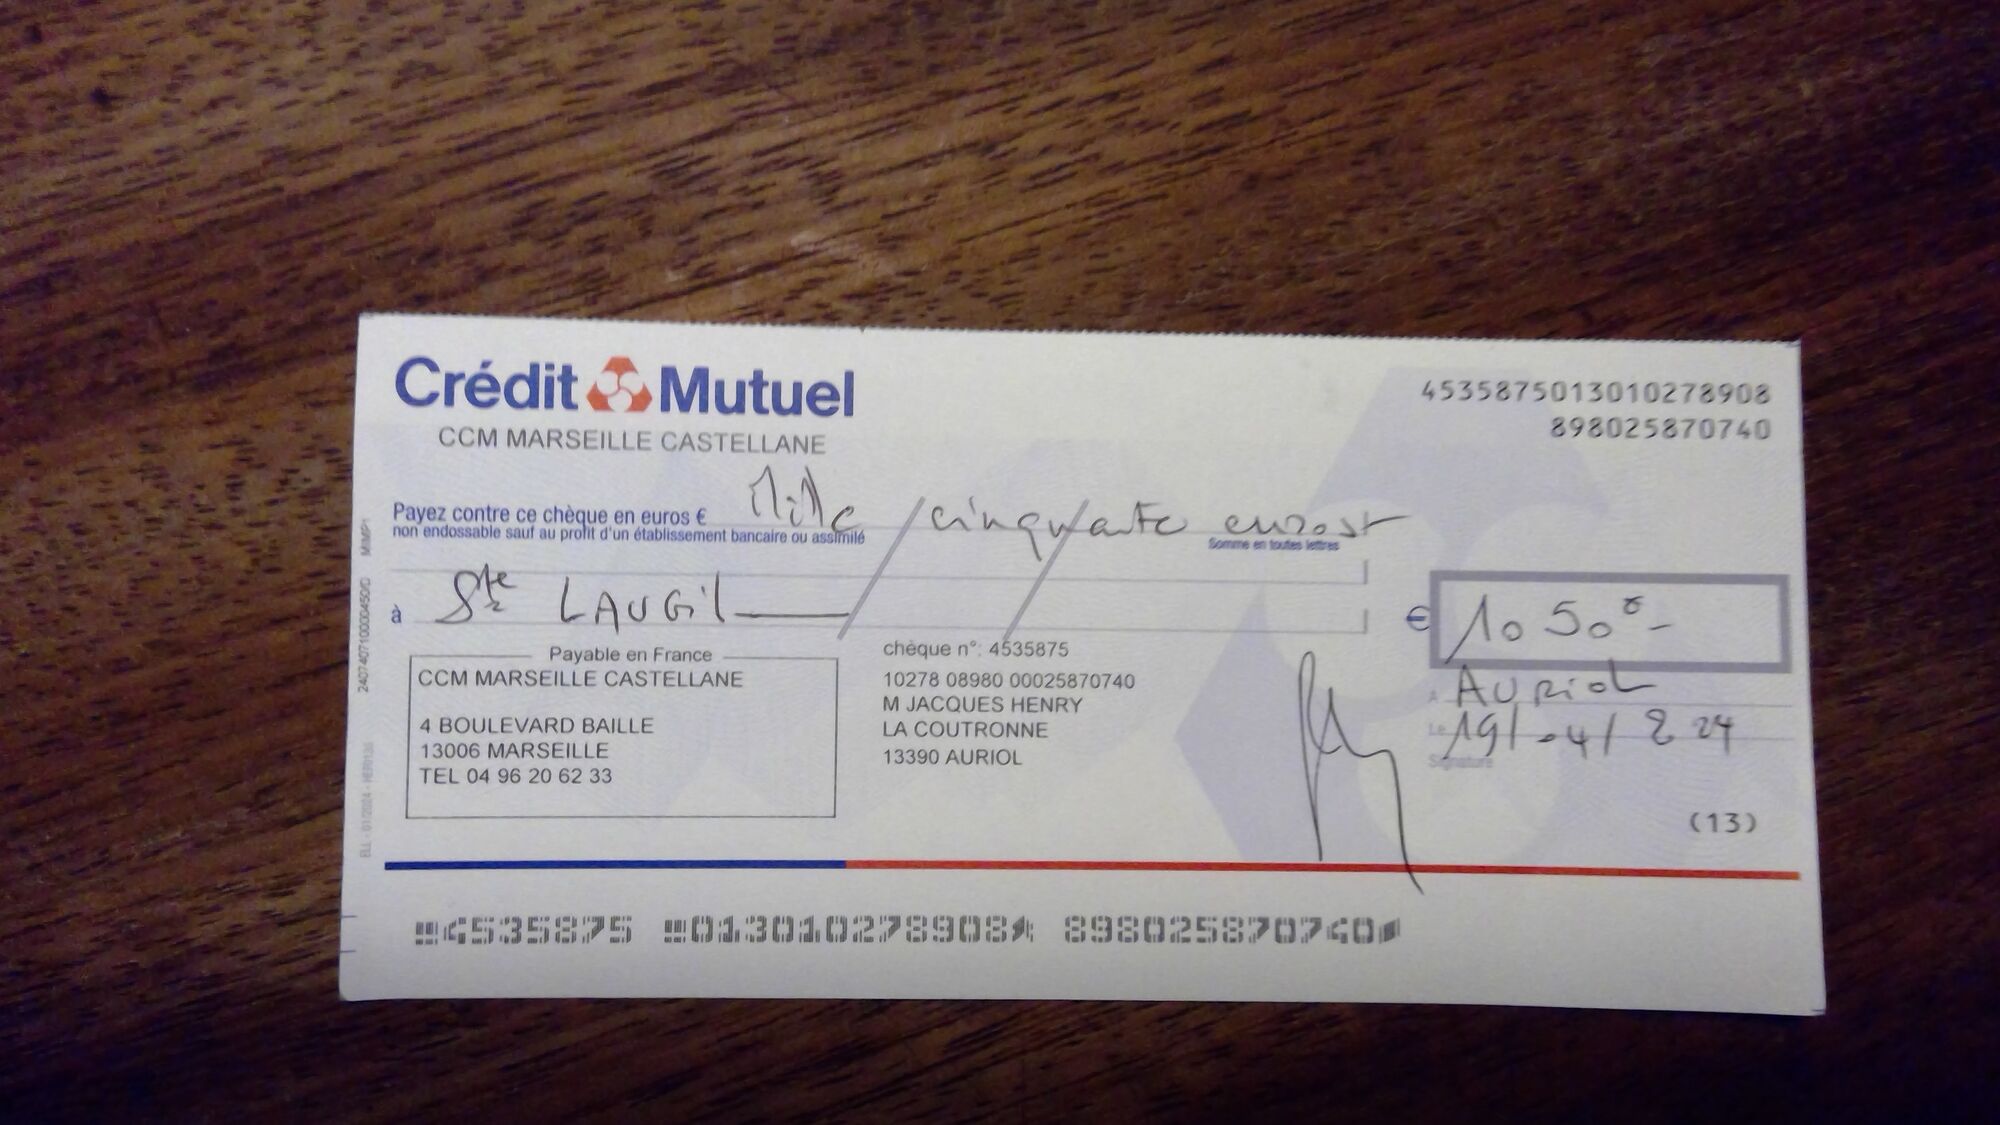 Crédit Mutuel
CCM MARSEILLE CASTELLANE
4535875013010278908
898025870740
Payez contre ce chèque en euros € Mille cinquante euros
non endossable sauf au profit d'un établissement bancaire ou assimilé
Somme en toutes lettres
à Sté LAUGIL
€ 1050
Payable en France
CCM MARSEILLE CASTELLANE
4 BOULEVARD BAILLE
13006 MARSEILLE
TEL 04 96 20 62 33
chèque n°: 4535875
10278 08980 00025870740
M JACQUES HENRY
LA COUTRONNE
13390 AURIOL
A AURIOL
Le 19/04/2024
Signature
(13)
4535875 013010278908 898025870740